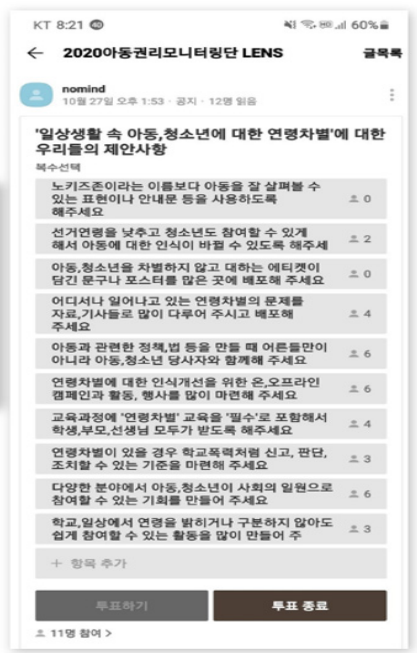 KT 8:21 40 60%
← 2020아동권리모니터링단 LENS 글목록
nomind
10월 27일 오후 1:53 · 공지 · 12명 읽음
'일상생활 속 아동,청소년에 대한 연령차별'에 대한
우리들의 제안사항
복수선택
노키즈존이라는 이름보다 아동을 잘 살펴볼 수
있는 표현이나 안내문 등을 사용하도록
해주세요
0
선거연령을 낮추고 청소년도 참여할 수 있게
해서 아동에 대한 인식이 바뀔 수 있도록 해주세
2
아동,청소년을 차별하지 않고 대하는 에티켓이
담긴 문구나 포스터를 많은 곳에 배포해 주세요
0
어디서나 일어나고 있는 연령차별의 문제를
자료,기사들로 많이 다루어 주시고 배포해
주세요
4
아동과 관련한 정책,법 등을 만들 때 어른들만이
아니라 아동,청소년 당사자와 함께해 주세요
6
연령차별에 대한 인식개선을 위한 온,오프라인
캠페인과 활동, 행사를 많이 마련해 주세요
6
교육과정에 '연령차별' 교육을 '필수'로 포함해서
학생,부모,선생님 모두가 받도록 해주세요
4
연령차별이 있을 경우 학교폭력처럼 신고, 판단,
조치할 수 있는 기준을 마련해 주세요
3
다양한 분야에서 아동,청소년이 사회의 일원으로
참여할 수 있는 기회를 만들어 주세요
6
학교,일상에서 연령을 밝히거나 구분하지 않아도
쉽게 참여할 수 있는 활동을 많이 만들어 주
3
+ 항목 추가
투표하기
투표 종료
11명 참여 >